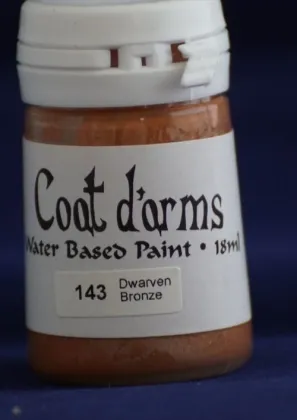 Coat d'arms
Water Based Paint • 18ml
143 Dwarven
Bronze